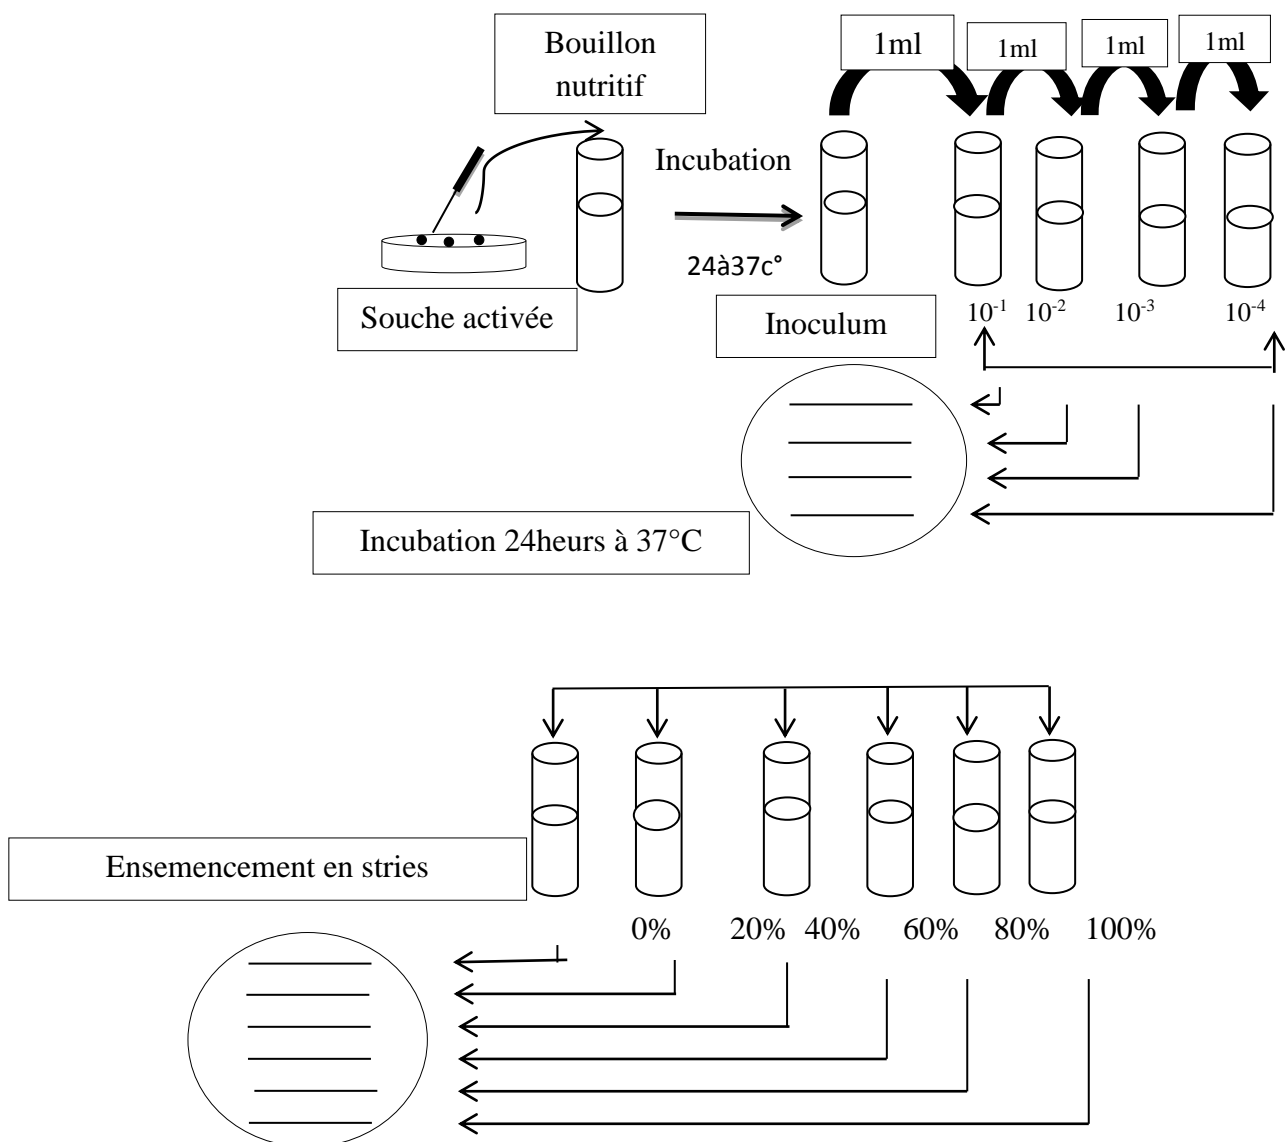 Bouillon
nutritif
1ml
1ml
1ml
1ml
Incubation
24à37c°
Souche activée
Inoculum
10⁻¹ 10⁻² 10⁻³ 10⁻⁴
Incubation 24heurs à 37°C
Ensemencement en stries
0% 20% 40% 60% 80% 100%